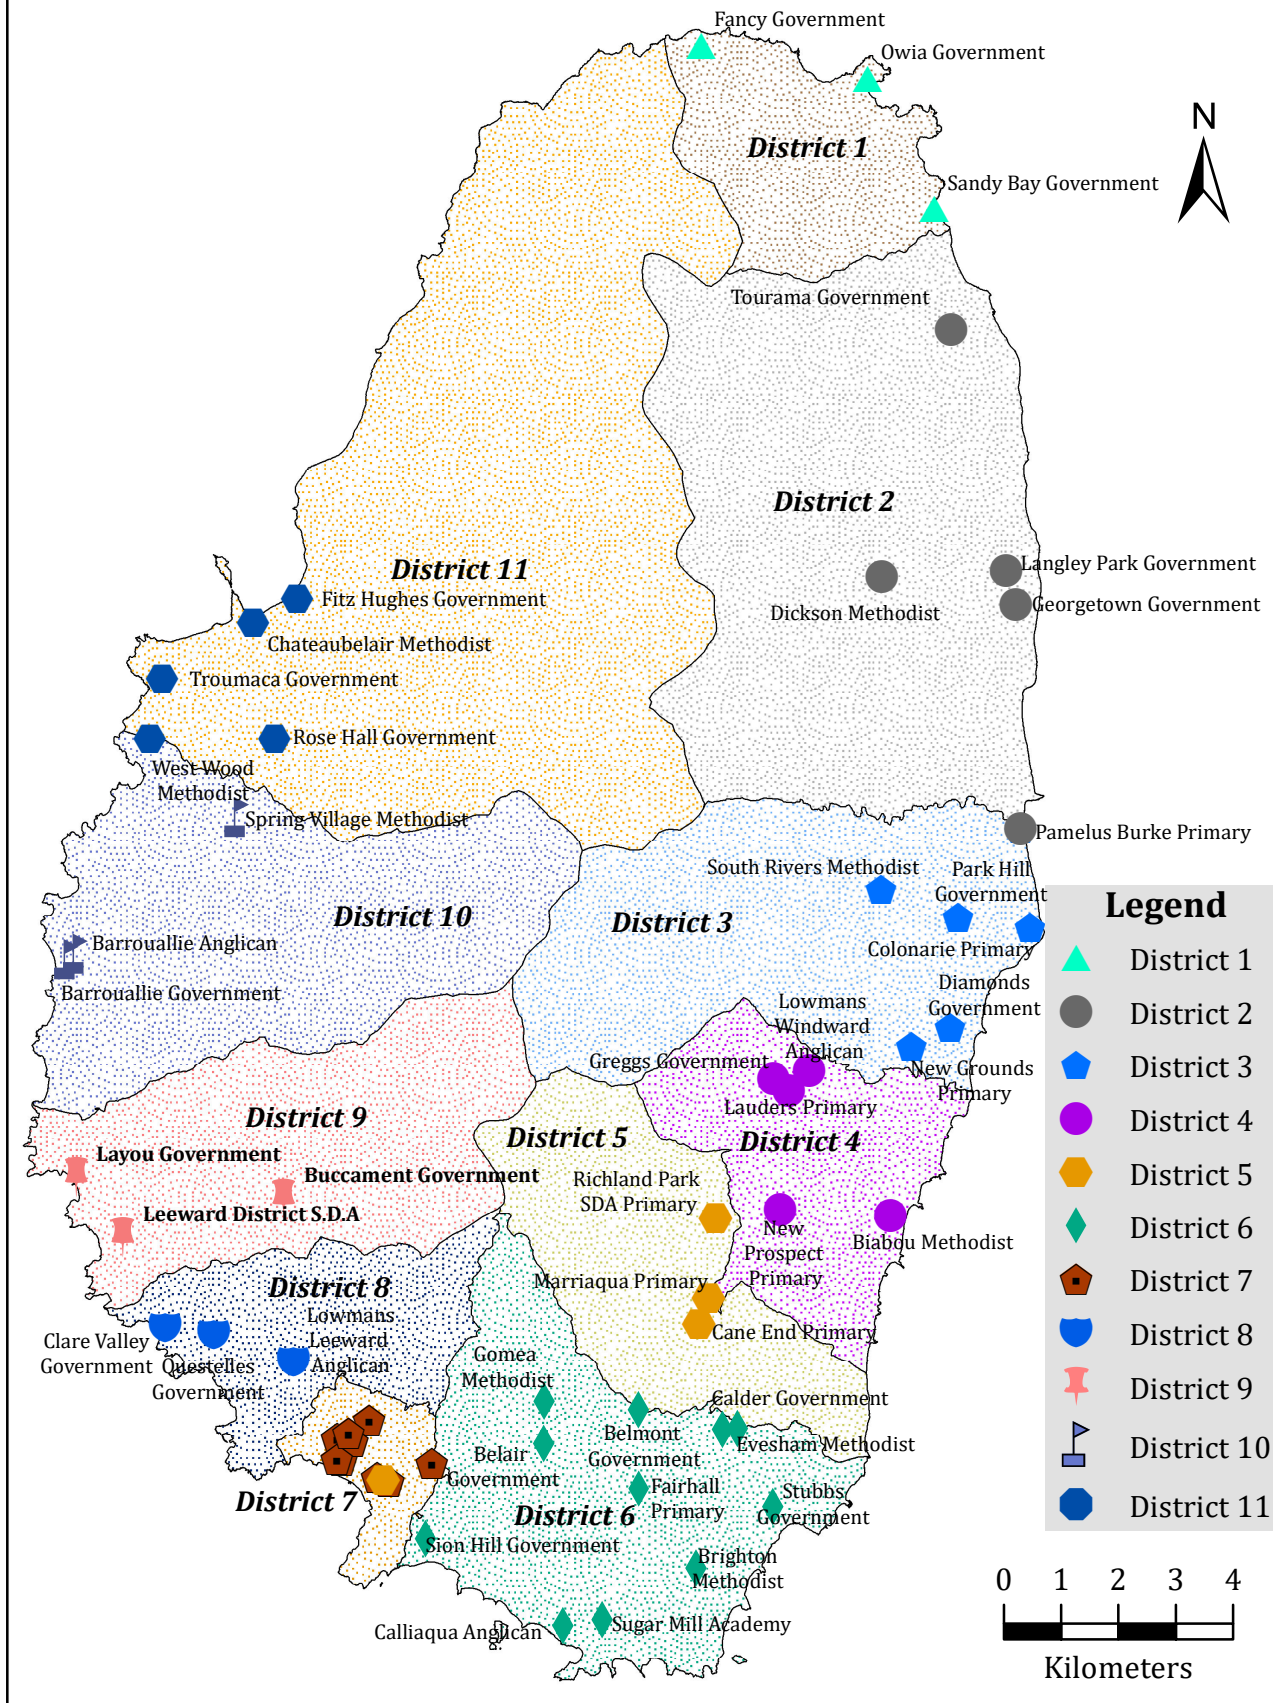 Fancy Government
Owia Government
N
District 1
Sandy Bay Government
Tourama Government
District 2
District 11
Langley Park Government
Fitz Hughes Government
Georgetown Government
Dickson Methodist
Chateaubelair Methodist
Troumaca Government
Rose Hall Government
West Wood
Methodist
Spring Village Methodist
Pamelus Burke Primary
South Rivers Methodist
Park Hill
Government
District 10
District 3
Barrouallie Anglican
Colonarie Primary
Barrouallie Government
Diamonds
Government
Lowmans
Windward
Anglican
Greggs Government
New Grounds
Primary
Lauders Primary
District 9
District 5
District 4
Layou Government
Buccament Government
Richland Park
SDA Primary
Leeward District S.D.A
New
Prospect
Primary
Biabou Methodist
District 8
Marriaqua Primary
Lowmans
Leeward
Anglican
Clare Valley
Government
Questelles
Government
Cane End Primary
Gomea
Methodist
Calder Government
Belmont
Government
Evesham Methodist
Belair
Government
Fairhall
Primary
Stubbs
Government
District 7
District 6
Sion Hill Government
Brighton
Methodist
Calliaqua Anglican
Sugar Mill Academy
Legend
District 1
District 2
District 3
District 4
District 5
District 6
District 7
District 8
District 9
District 10
District 11
0 1 2 3 4
Kilometers